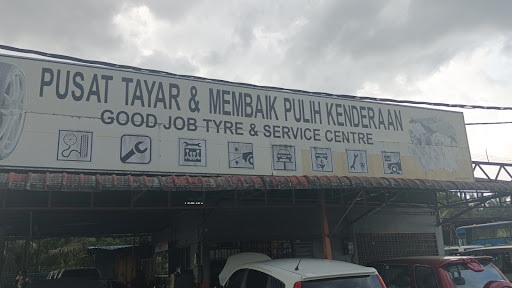 PUSAT TAYAR & MEMBAIK PULIH KENDERAAN
GOOD JOB TYRE & SERVICE CENTRE